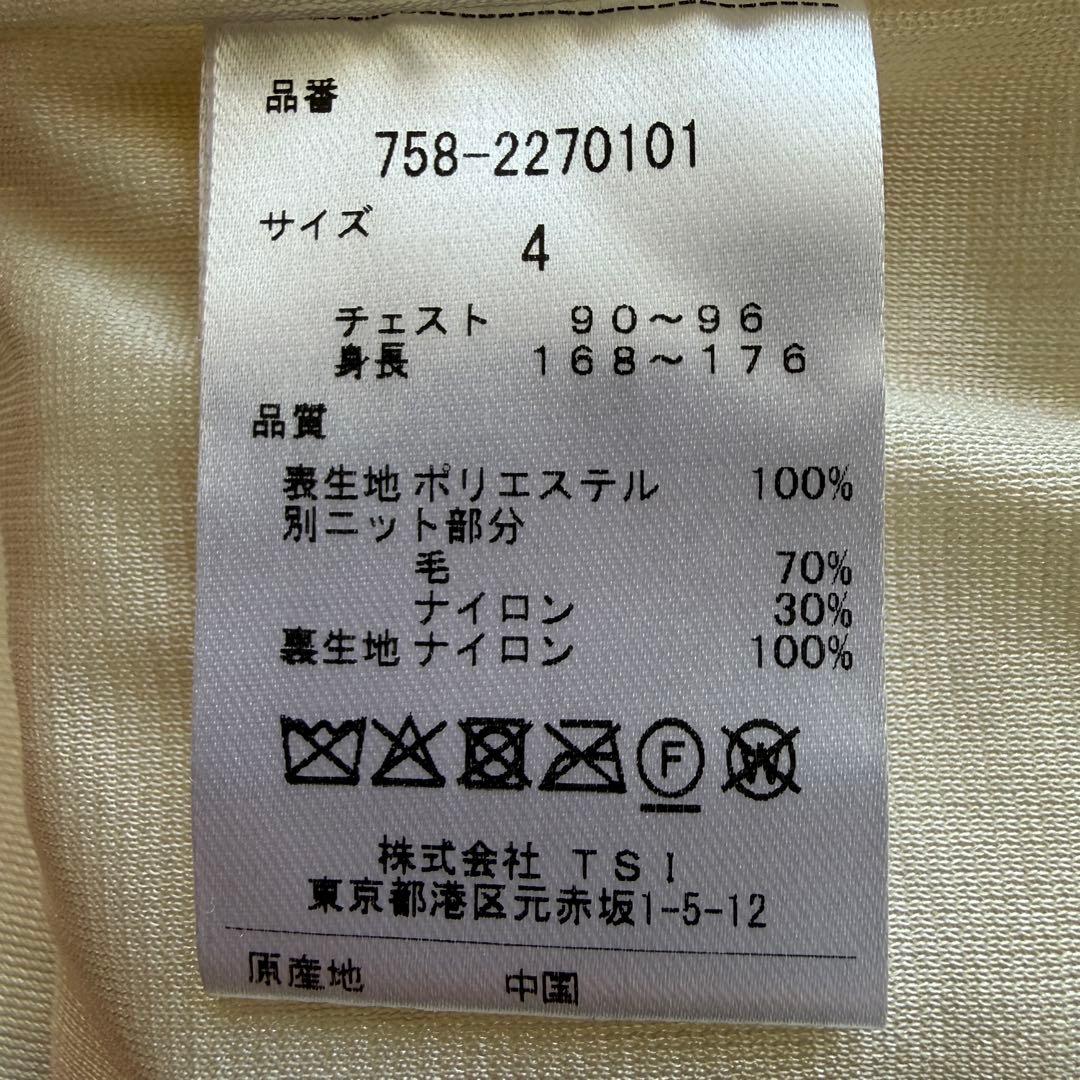 品番
758-2270101
サイズ 4
チェスト 90~96
身長 168~176
品質
表生地 ポリエステル 100%
別ニット部分
毛 70%
ナイロン 30%
裏生地 ナイロン 100%
F W
株式会社 TSI
東京都港区元赤坂1-5-12
原産地 中国